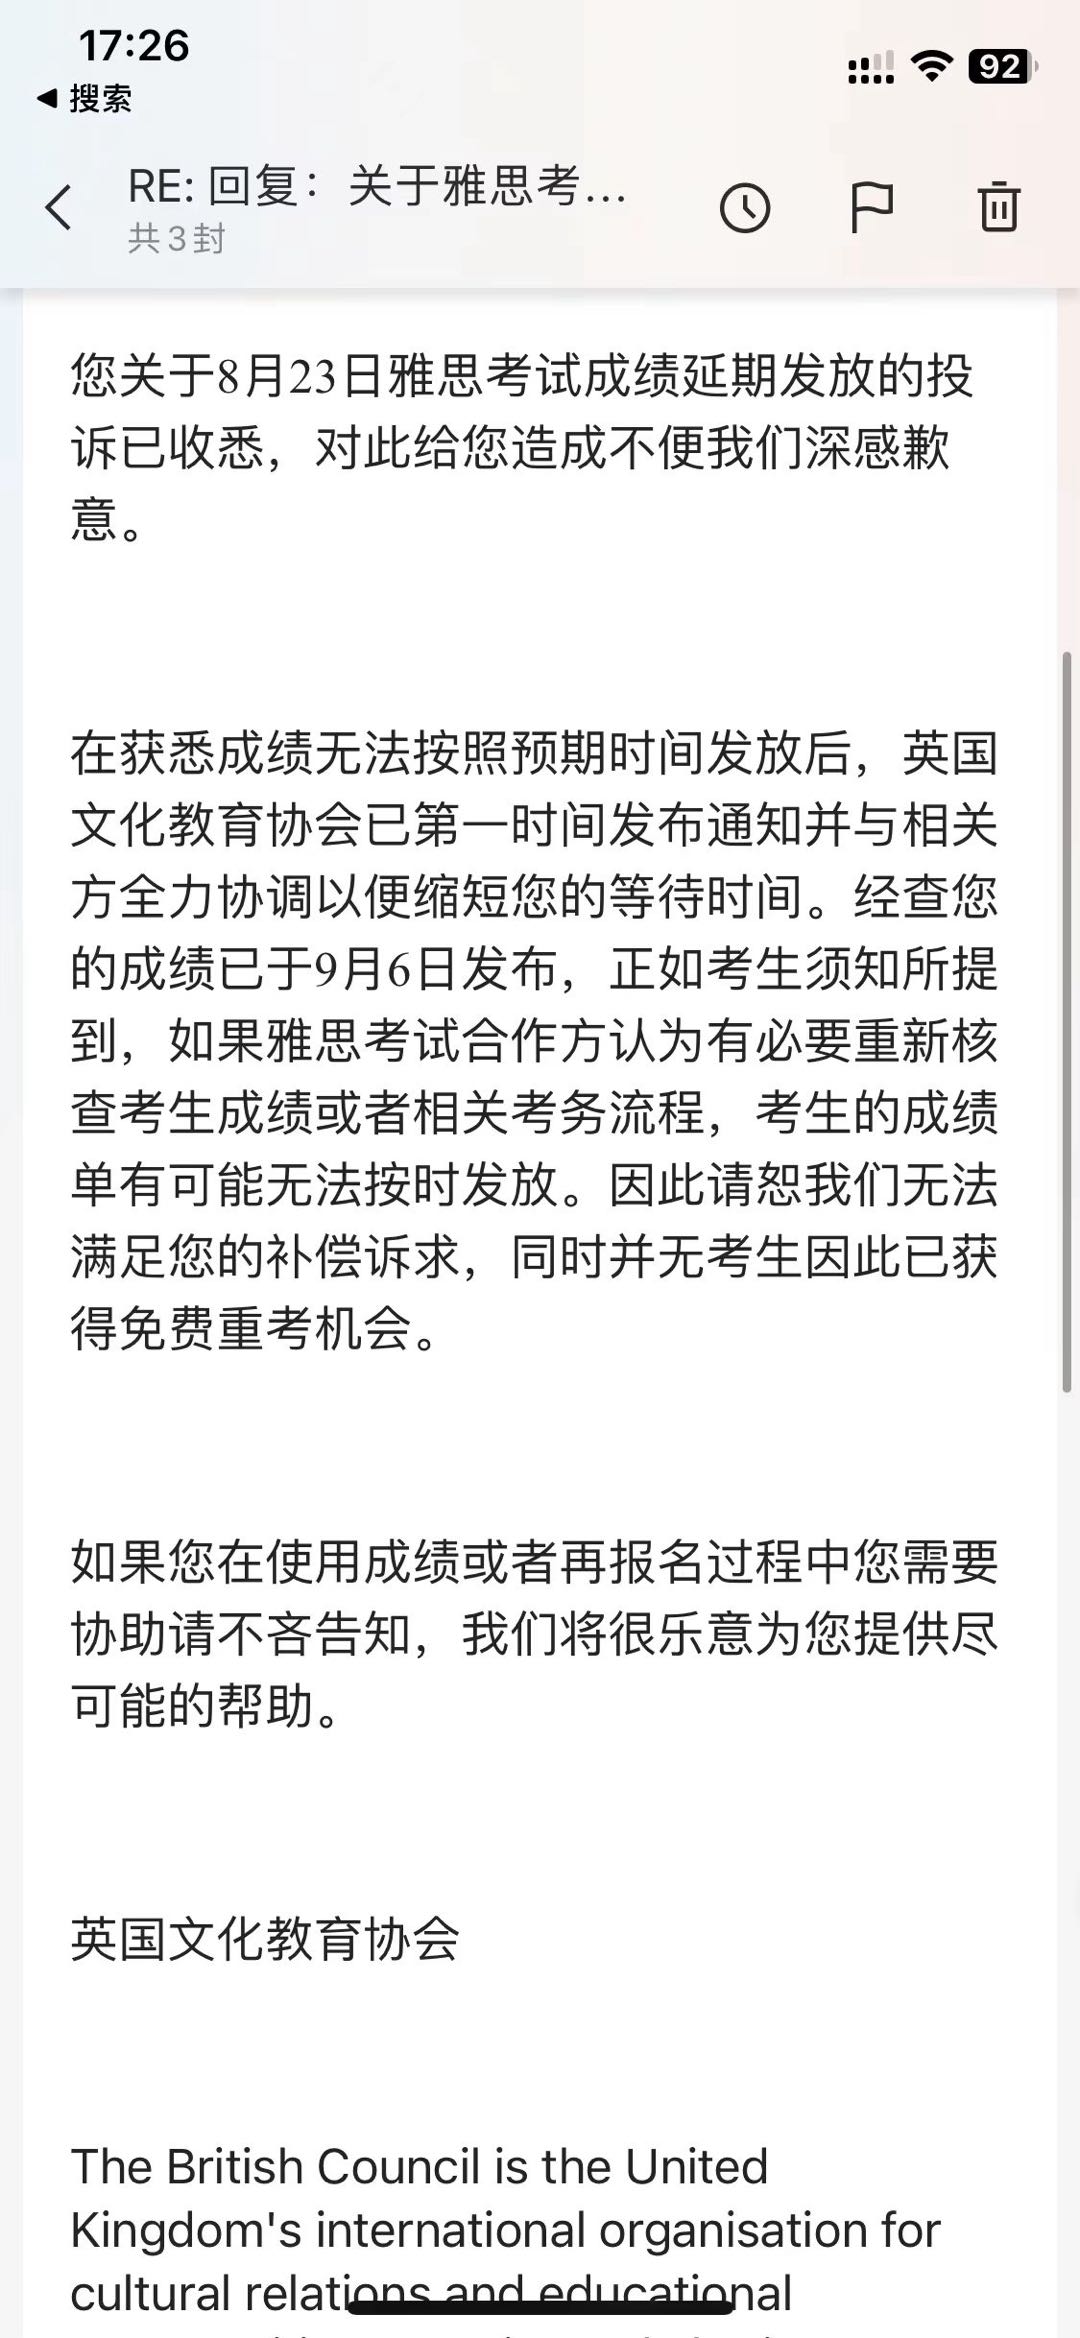 17:26
92
搜索
RE: 回复：关于雅思考...
共3封
您关于8月23日雅思考试成绩延期发放的投
诉已收悉，对此给您造成不便我们深感歉
意。
在获悉成绩无法按照预期时间发放后，英国
文化教育协会已第一时间发布通知并与相关
方全力协调以便缩短您的等待时间。经查您
的成绩已于9月6日发布，正如考生须知所提
到，如果雅思考试合作方认为有必要重新核
查考生成绩或者相关考务流程，考生的成绩
单有可能无法按时发放。因此请恕我们无法
满足您的补偿诉求，同时并无考生因此已获
得免费重考机会。
如果您在使用成绩或者再报名过程中您需要
协助请不吝告知，我们将很乐意为您提供尽
可能的帮助。
英国文化教育协会
The British Council is the United
Kingdom's international organisation for
cultural relations and educational